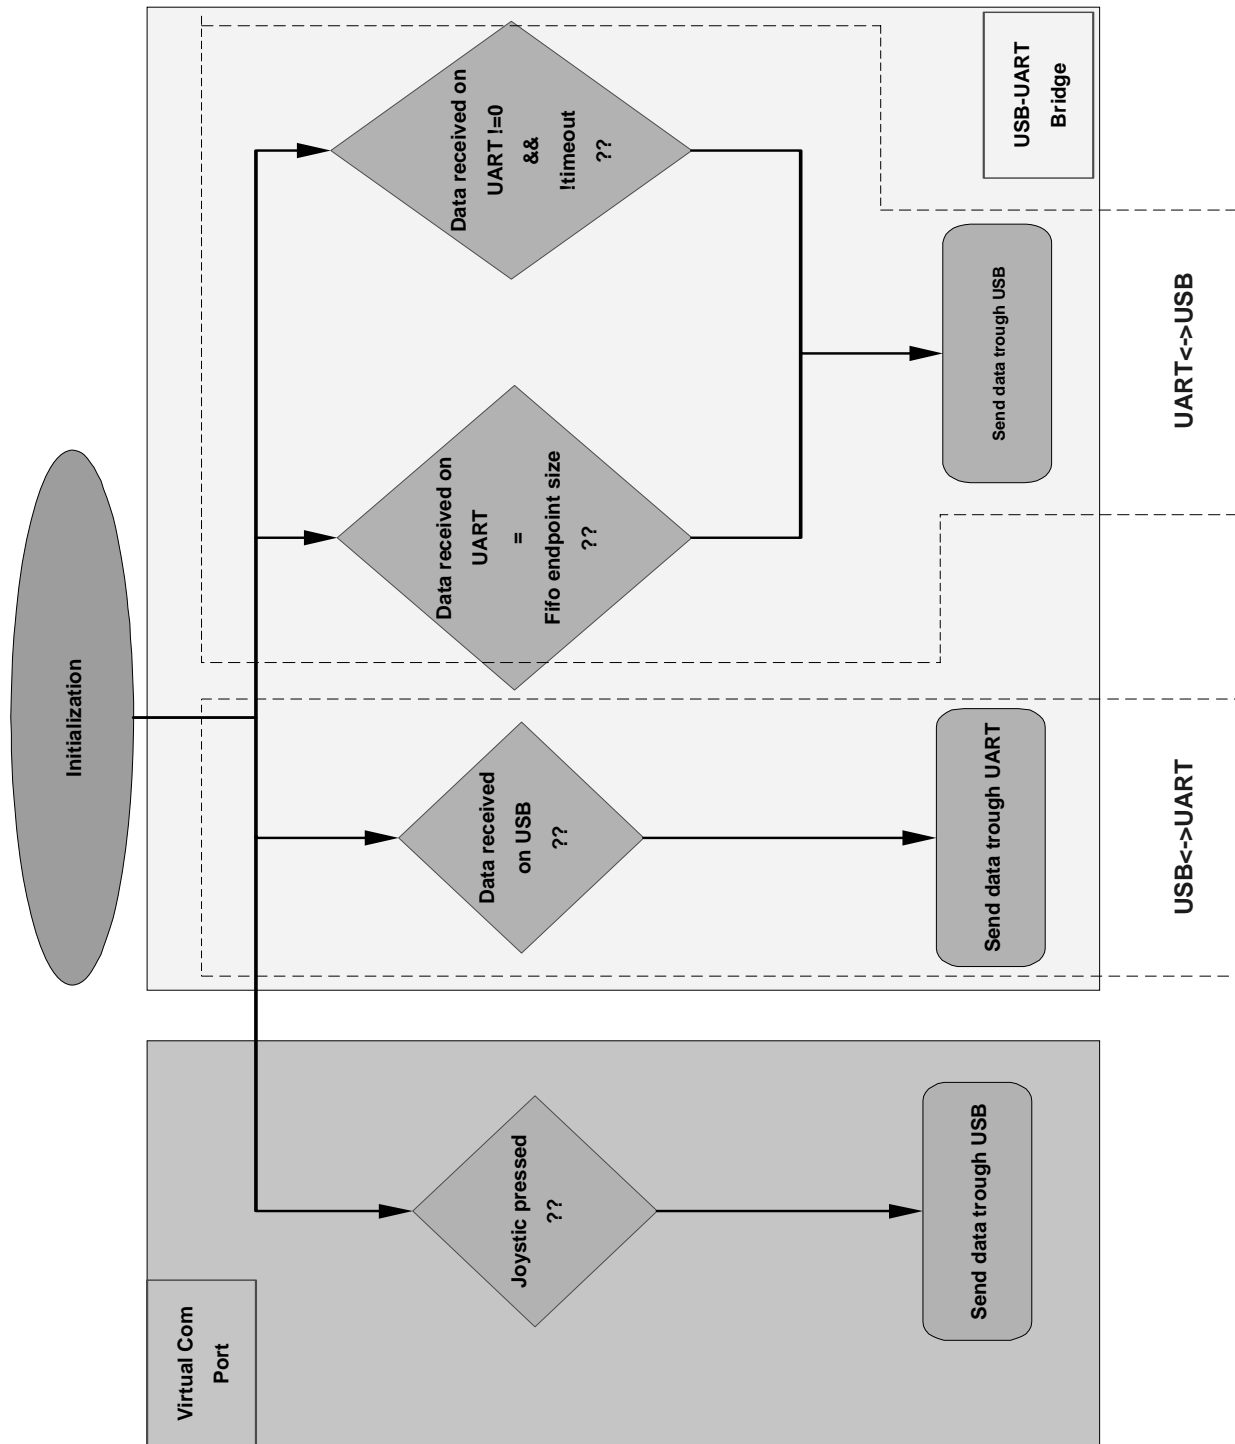 Initialization
Virtual Com
Port
Joystic pressed
??
Send data trough USB
Data received
on USB
??
Send data trough UART
USB<->UART
Data received on
UART
=
Fifo endpoint size
??
Data received on
UART !=0
&&
!timeout
??
Send data trough USB
UART<->USB
USB-UART
Bridge